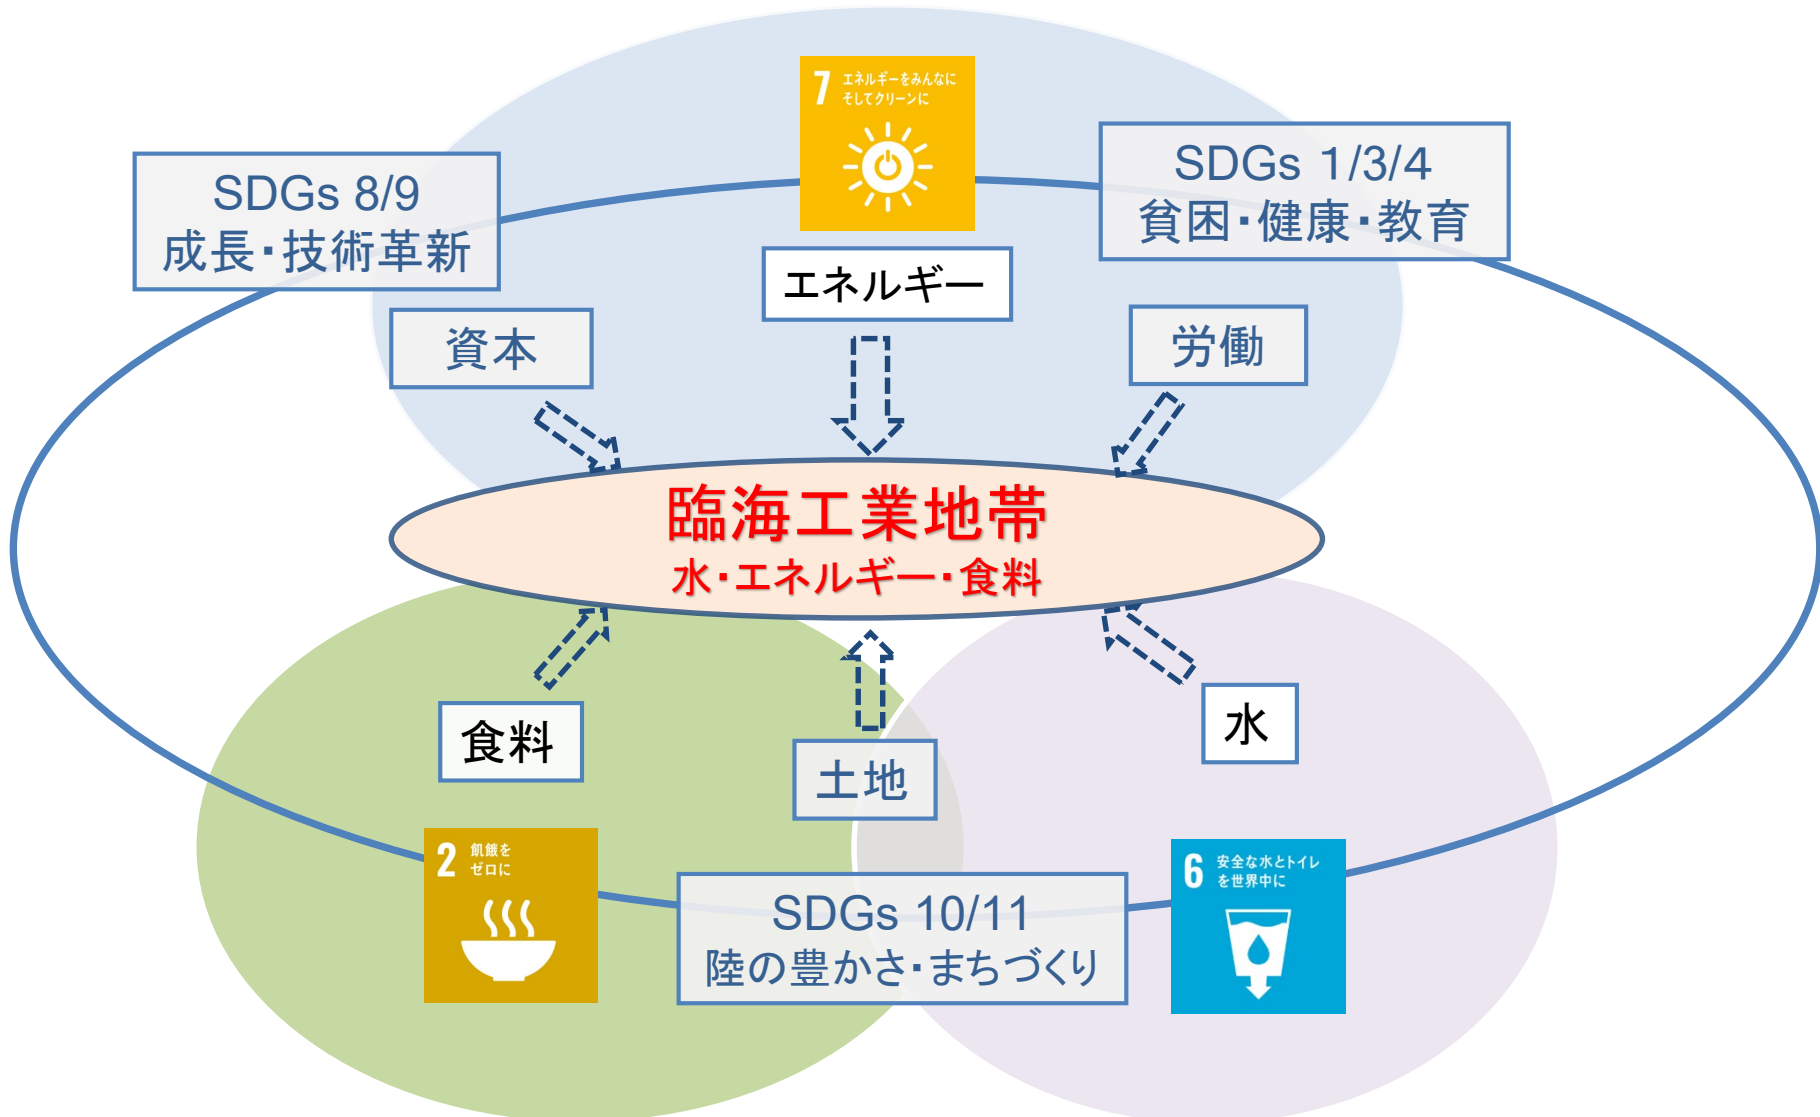 7 エネルギーをみんなに
そしてクリーンに
SDGs 8/9
成長・技術革新
SDGs １/3/4
貧困・健康・教育
エネルギー
資本
労働
臨海工業地帯
水・エネルギー・食料
食料
土地
水
2 飢餓を
ゼロに
SDGs 10/11
陸の豊かさ・まちづくり
6 安全な水とトイレ
を世界中に